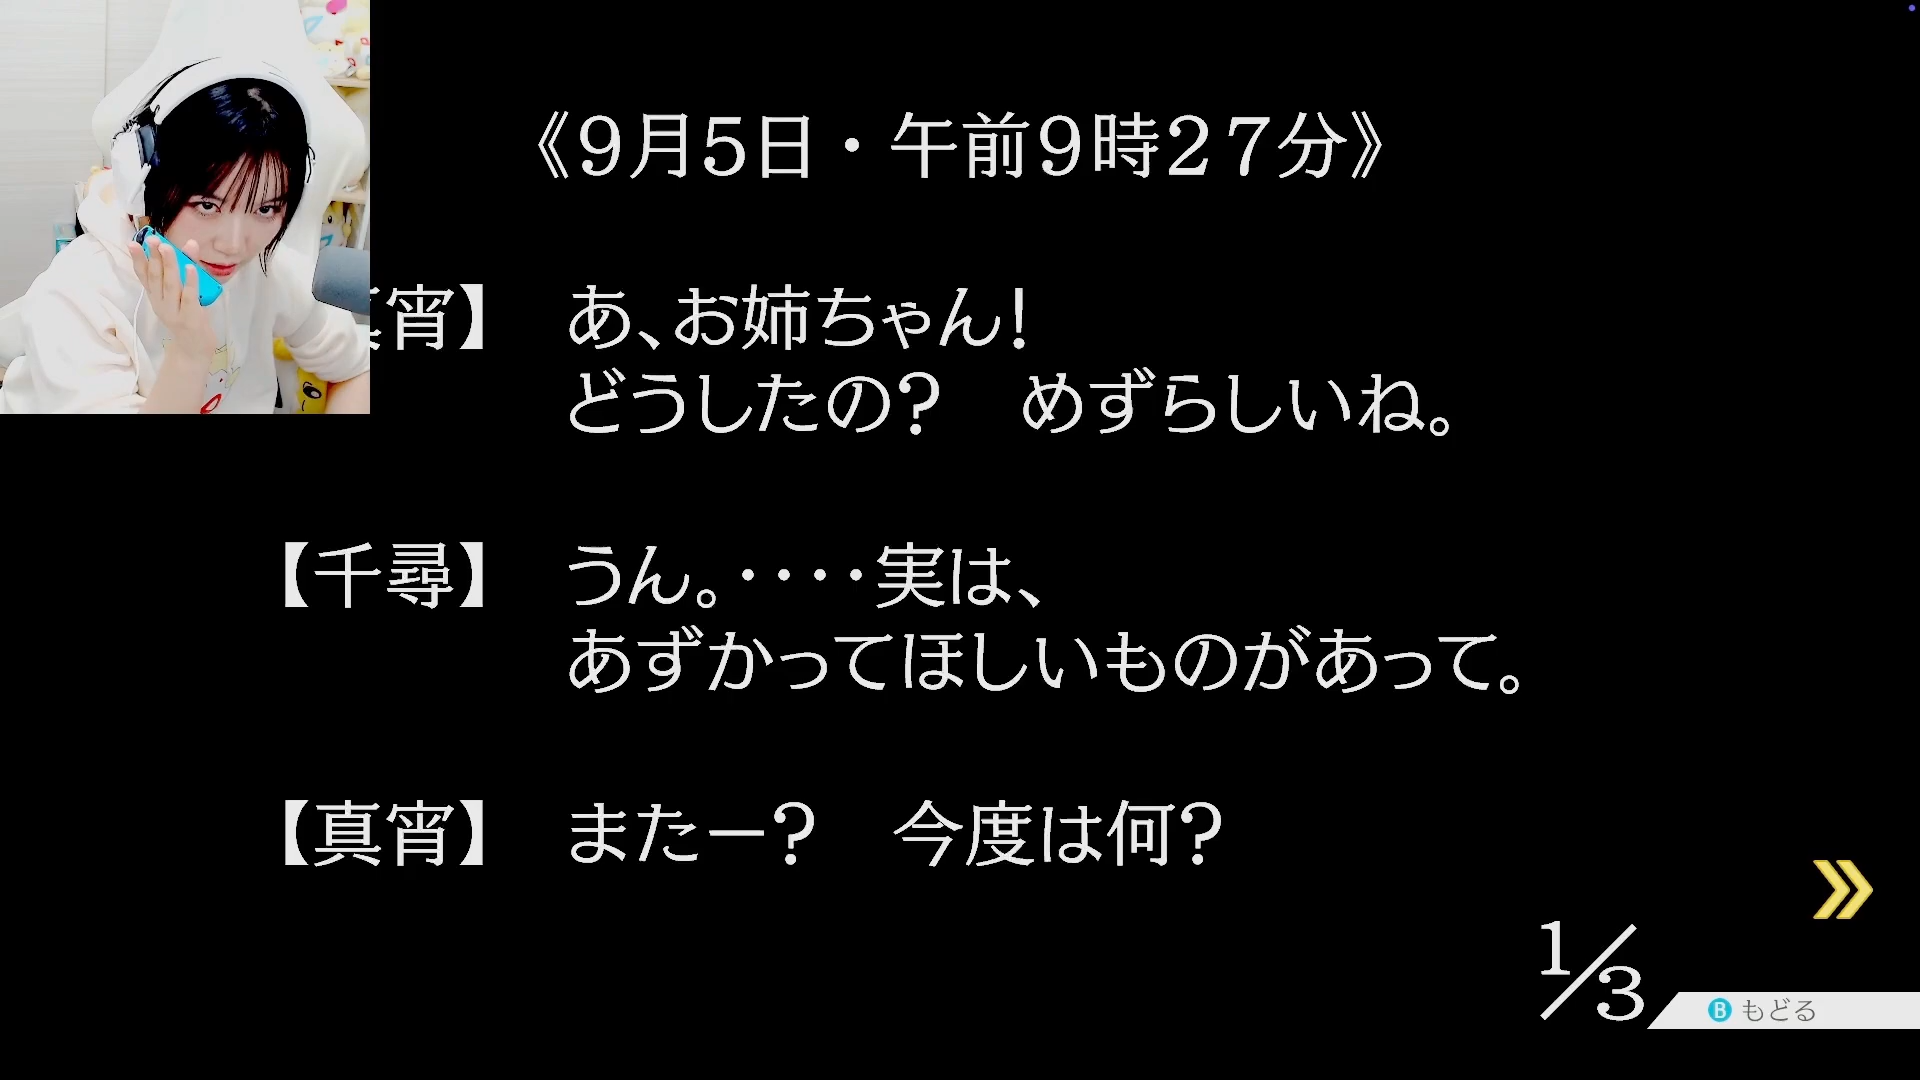 《9月5日・午前9時27分》
宵】 あ、お姉ちゃん!
どうしたの? めずらしいね。
【千尋】 うん。・・・・実は、
あずかってほしいものがあって。
【真宵】 またー? 今度は何?
1/3
B もどる